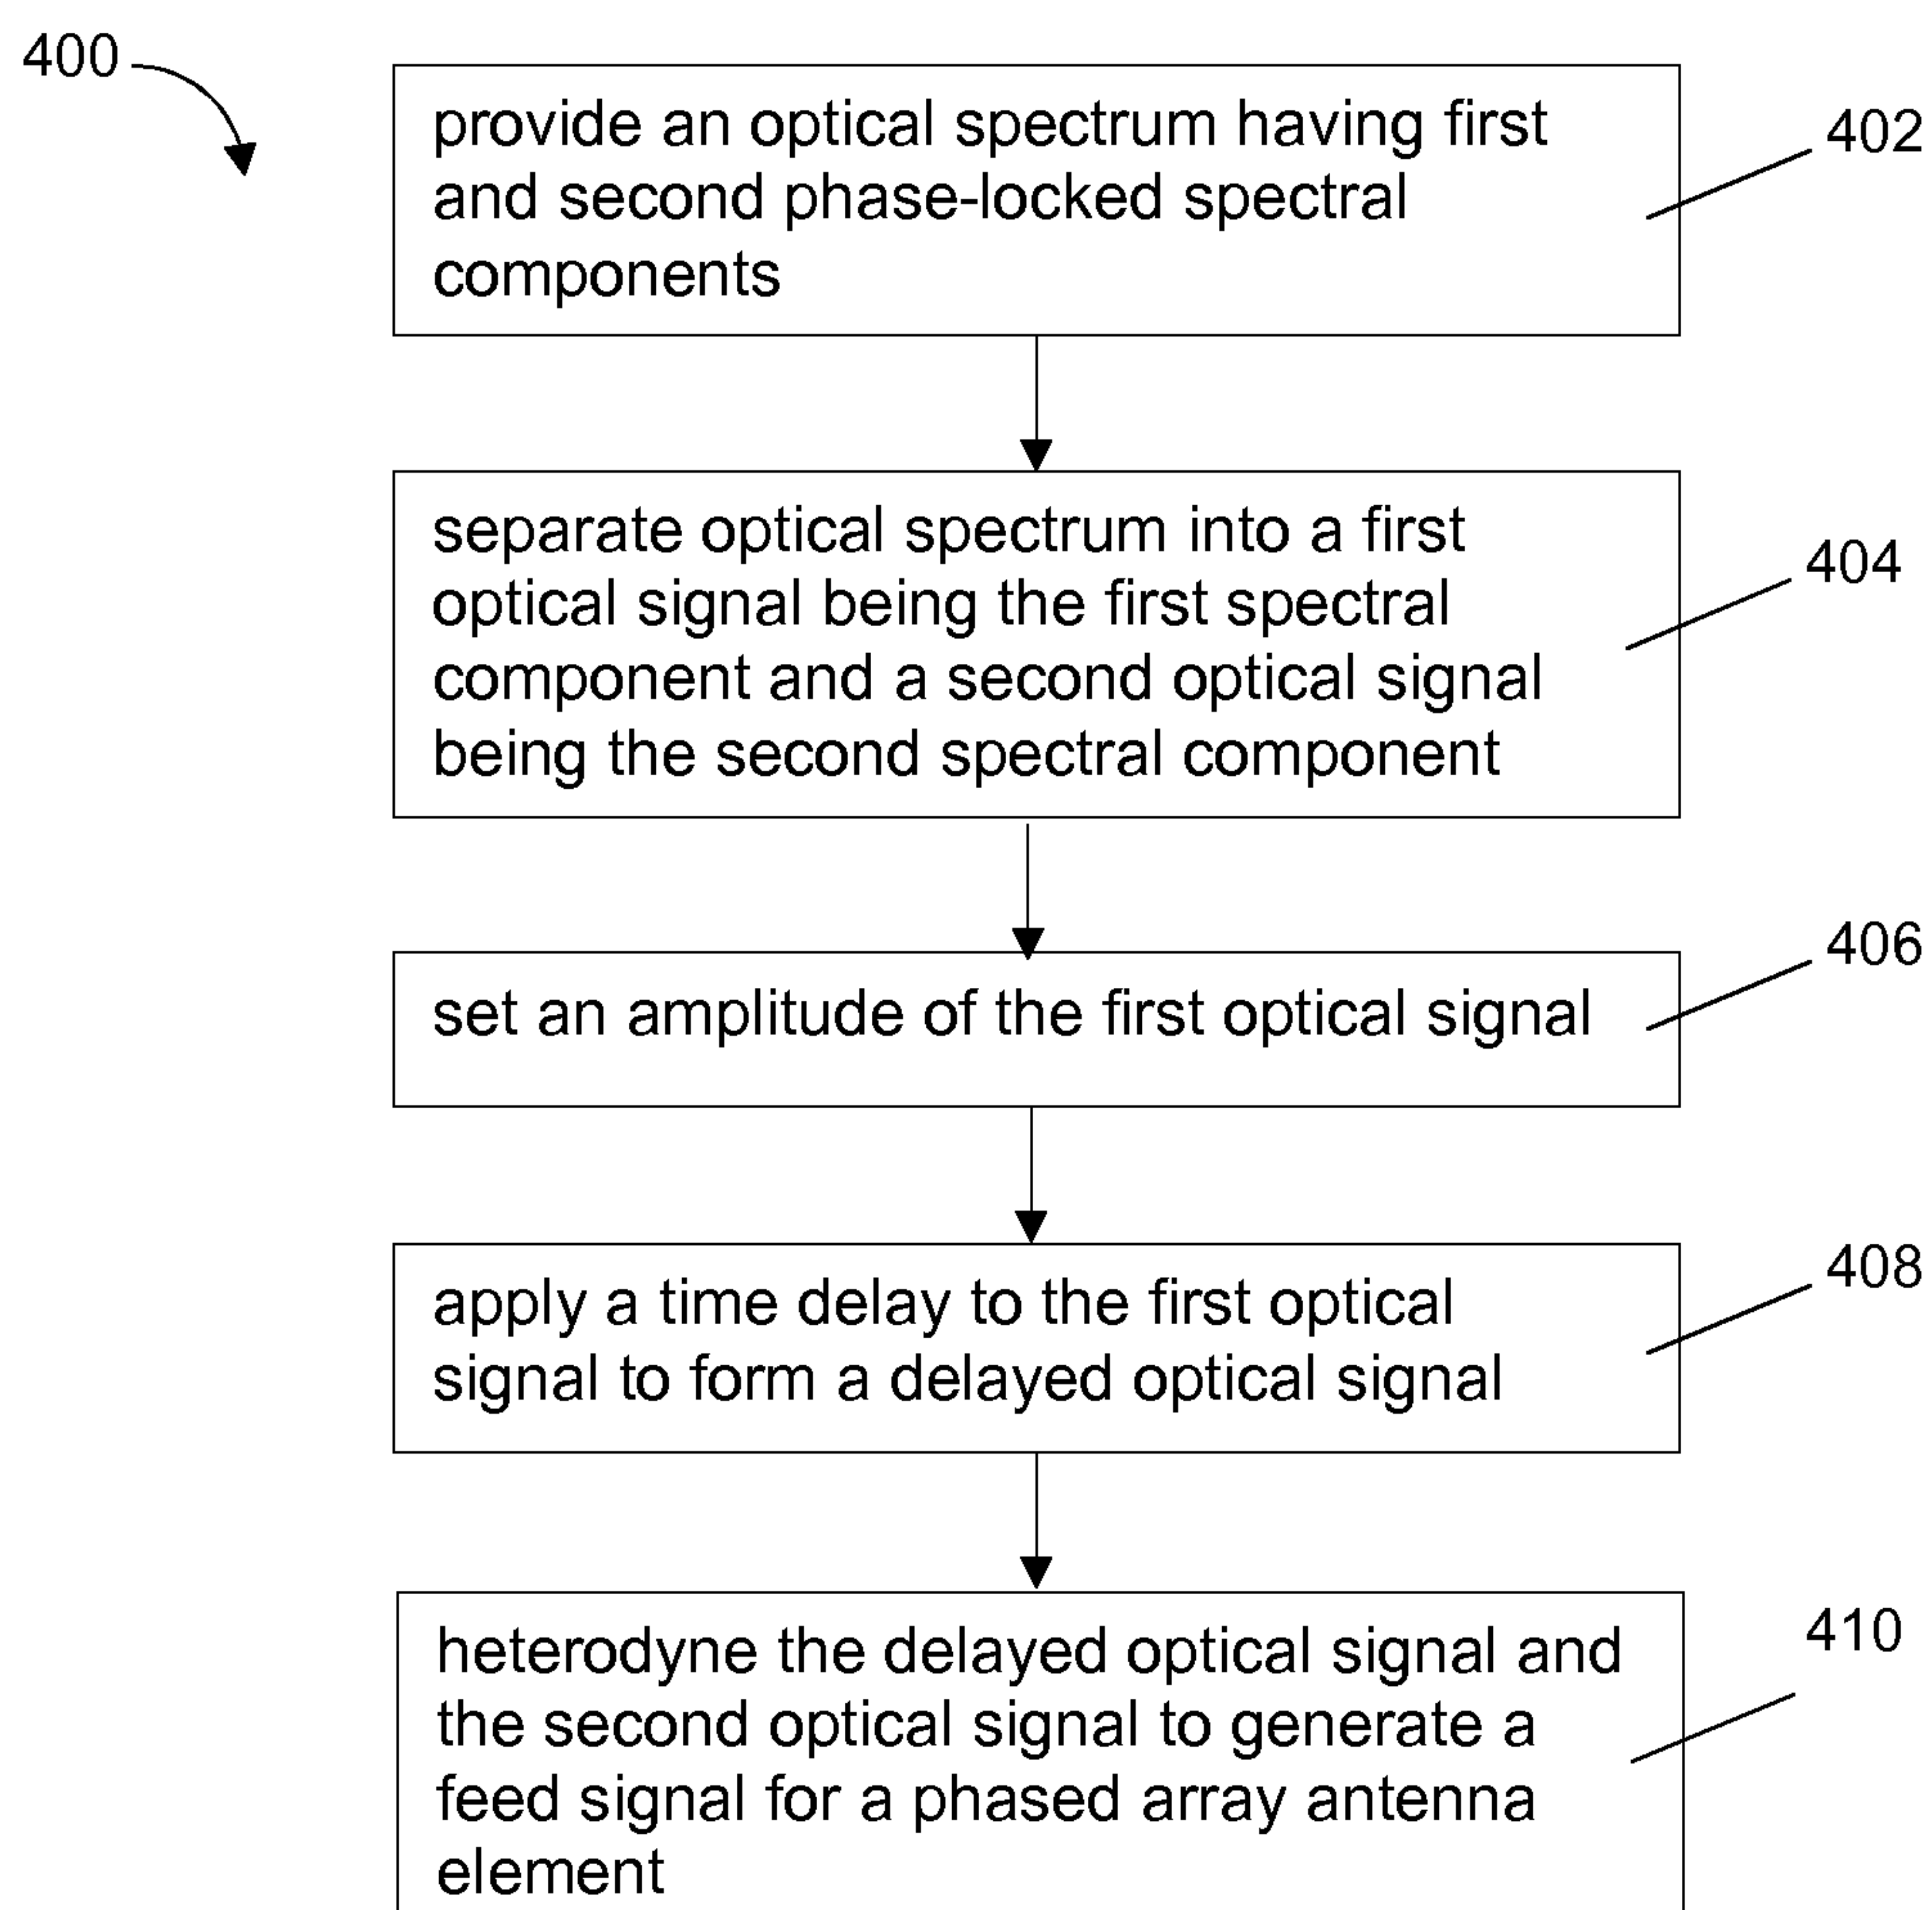 400
provide an optical spectrum having first
and second phase-locked spectral
components
402
separate optical spectrum into a first
optical signal being the first spectral
component and a second optical signal
being the second spectral component
404
set an amplitude of the first optical signal
406
apply a time delay to the first optical
signal to form a delayed optical signal
408
heterodyne the delayed optical signal and
the second optical signal to generate a
feed signal for a phased array antenna
element
410